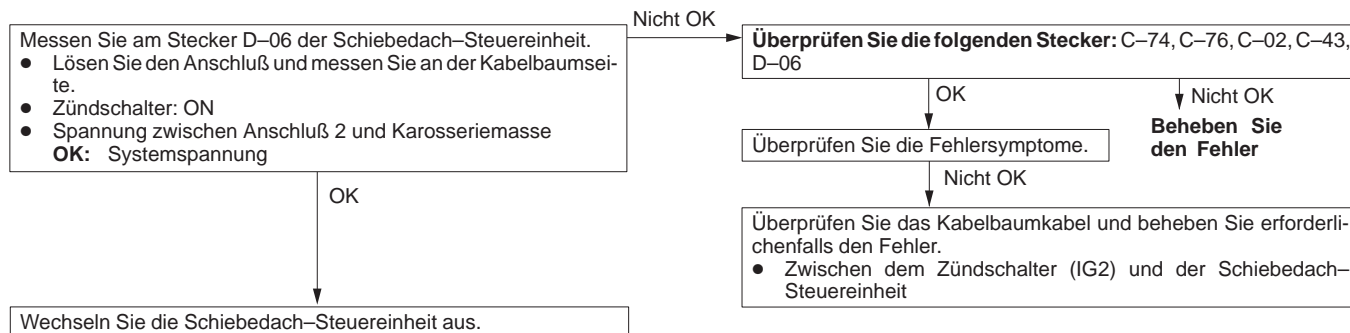 Messen Sie am Stecker D–06 der Schiebedach–Steuereinheit.
● Lösen Sie den Anschluß und messen Sie an der Kabelbaumsei-
te.
● Zündschalter: ON
● Spannung zwischen Anschluß 2 und Karosseriemasse
OK: Systemspannung
Nicht OK
Überprüfen Sie die folgenden Stecker: C–74, C–76, C–02, C–43,
D–06
OK
Nicht OK
Beheben Sie
den Fehler
Überprüfen Sie die Fehlersymptome.
Nicht OK
Überprüfen Sie das Kabelbaumkabel und beheben Sie erforderli-
chenfalls den Fehler.
● Zwischen dem Zündschalter (IG2) und der Schiebedach–
Steuereinheit
OK
Wechseln Sie die Schiebedach–Steuereinheit aus.